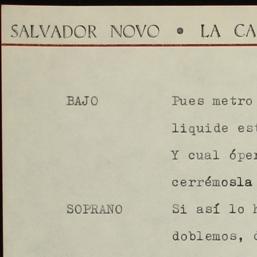 SALVADOR NOVO • LA CA
BAJO Pues metro
liquide est
Y cual óper
cerrémosla
SOPRANO Si así lo h
doblemos, c